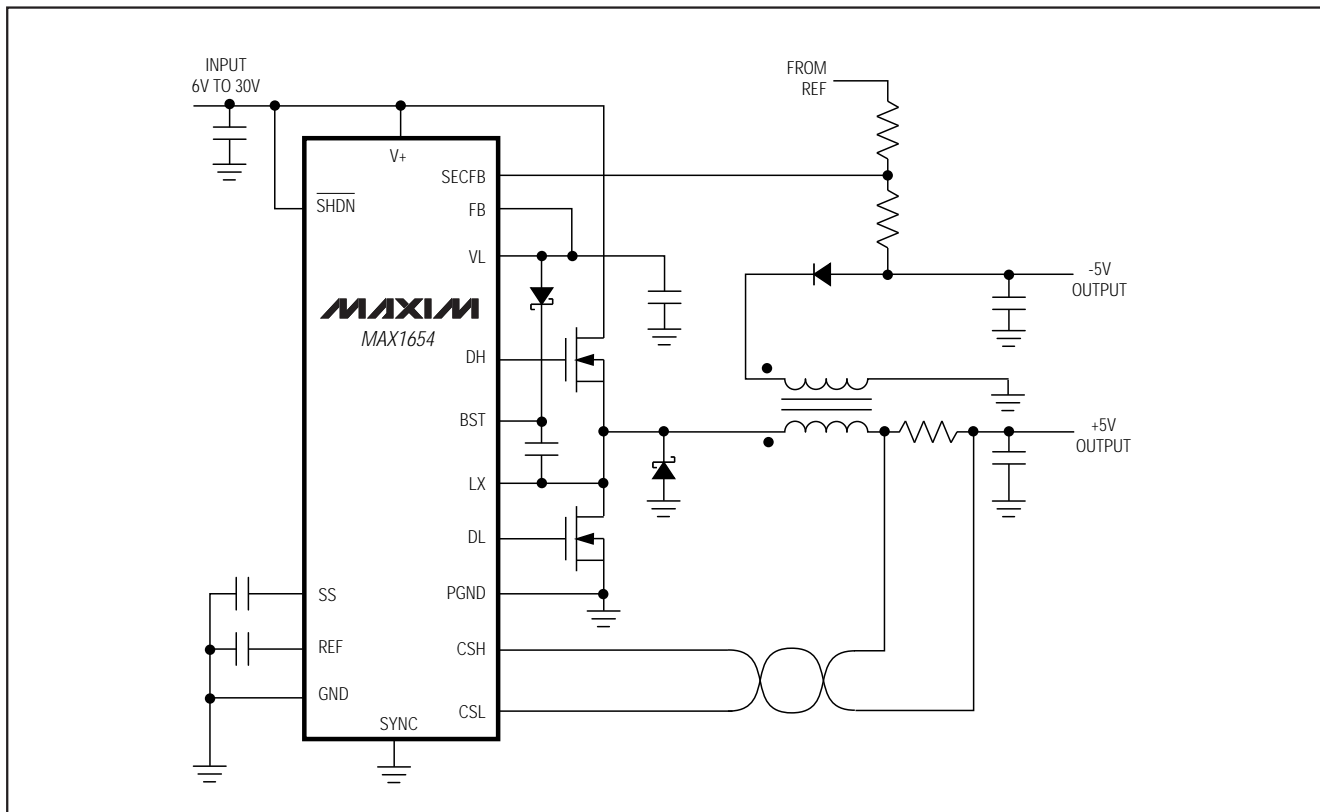 INPUT
6V TO 30V
FROM
REF
V+
SECFB
SHDN
FB
VL
-5V
OUTPUT
MAXIM
MAX1654
DH
BST
+5V
OUTPUT
LX
DL
SS
PGND
REF
CSH
GND
CSL
SYNC